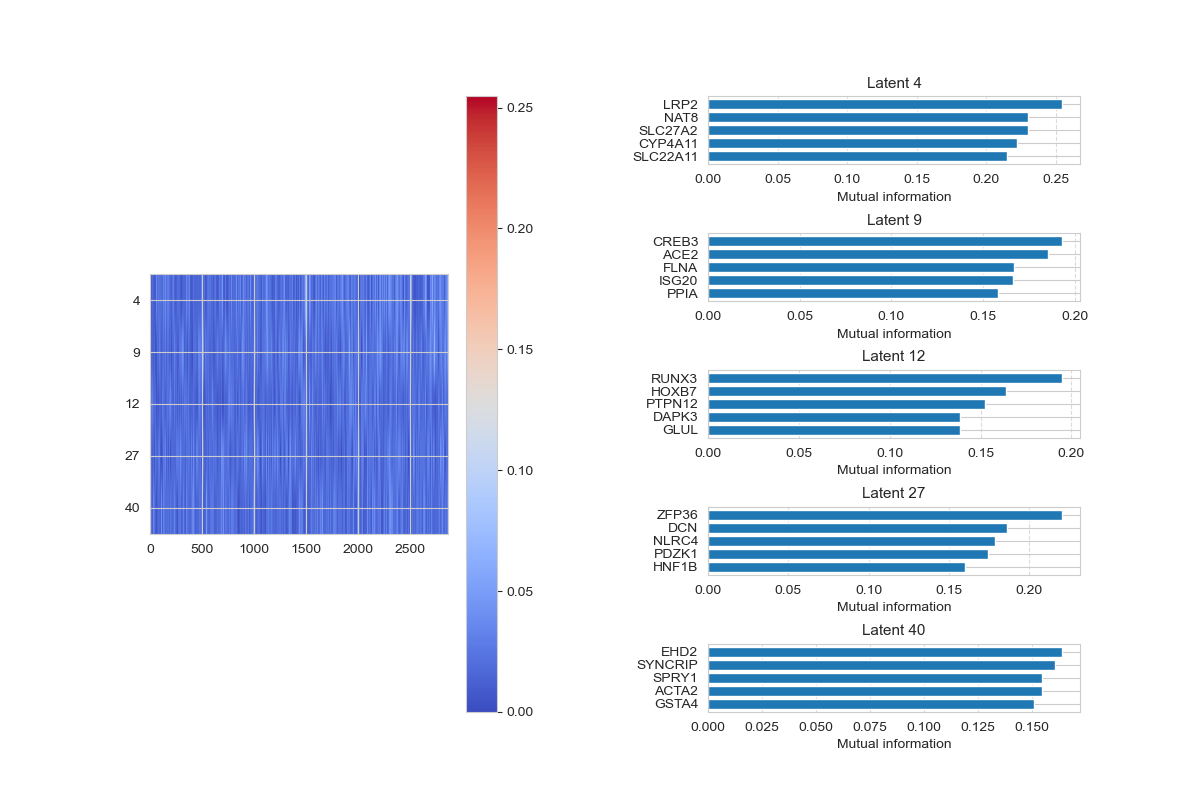 4
9
12
27
40
0 500 1000 1500 2000 2500
0.25
0.20
0.15
0.10
0.05
0.00
Latent 4
LRP2
NAT8
SLC27A2
CYP4A11
SLC22A11
0.00 0.05 0.10 0.15 0.20 0.25
Mutual information
Latent 9
CREB3
ACE2
FLNA
ISG20
PPIA
0.00 0.05 0.10 0.15 0.20
Mutual information
Latent 12
RUNX3
HOXB7
PTPN12
DAPK3
GLUL
0.00 0.05 0.10 0.15 0.20
Mutual information
Latent 27
ZFP36
DCN
NLRC4
PDZK1
HNF1B
0.00 0.05 0.10 0.15 0.20
Mutual information
Latent 40
EHD2
SYNCRIP
SPRY1
ACTA2
GSTA4
0.000 0.025 0.050 0.075 0.100 0.125 0.150
Mutual information